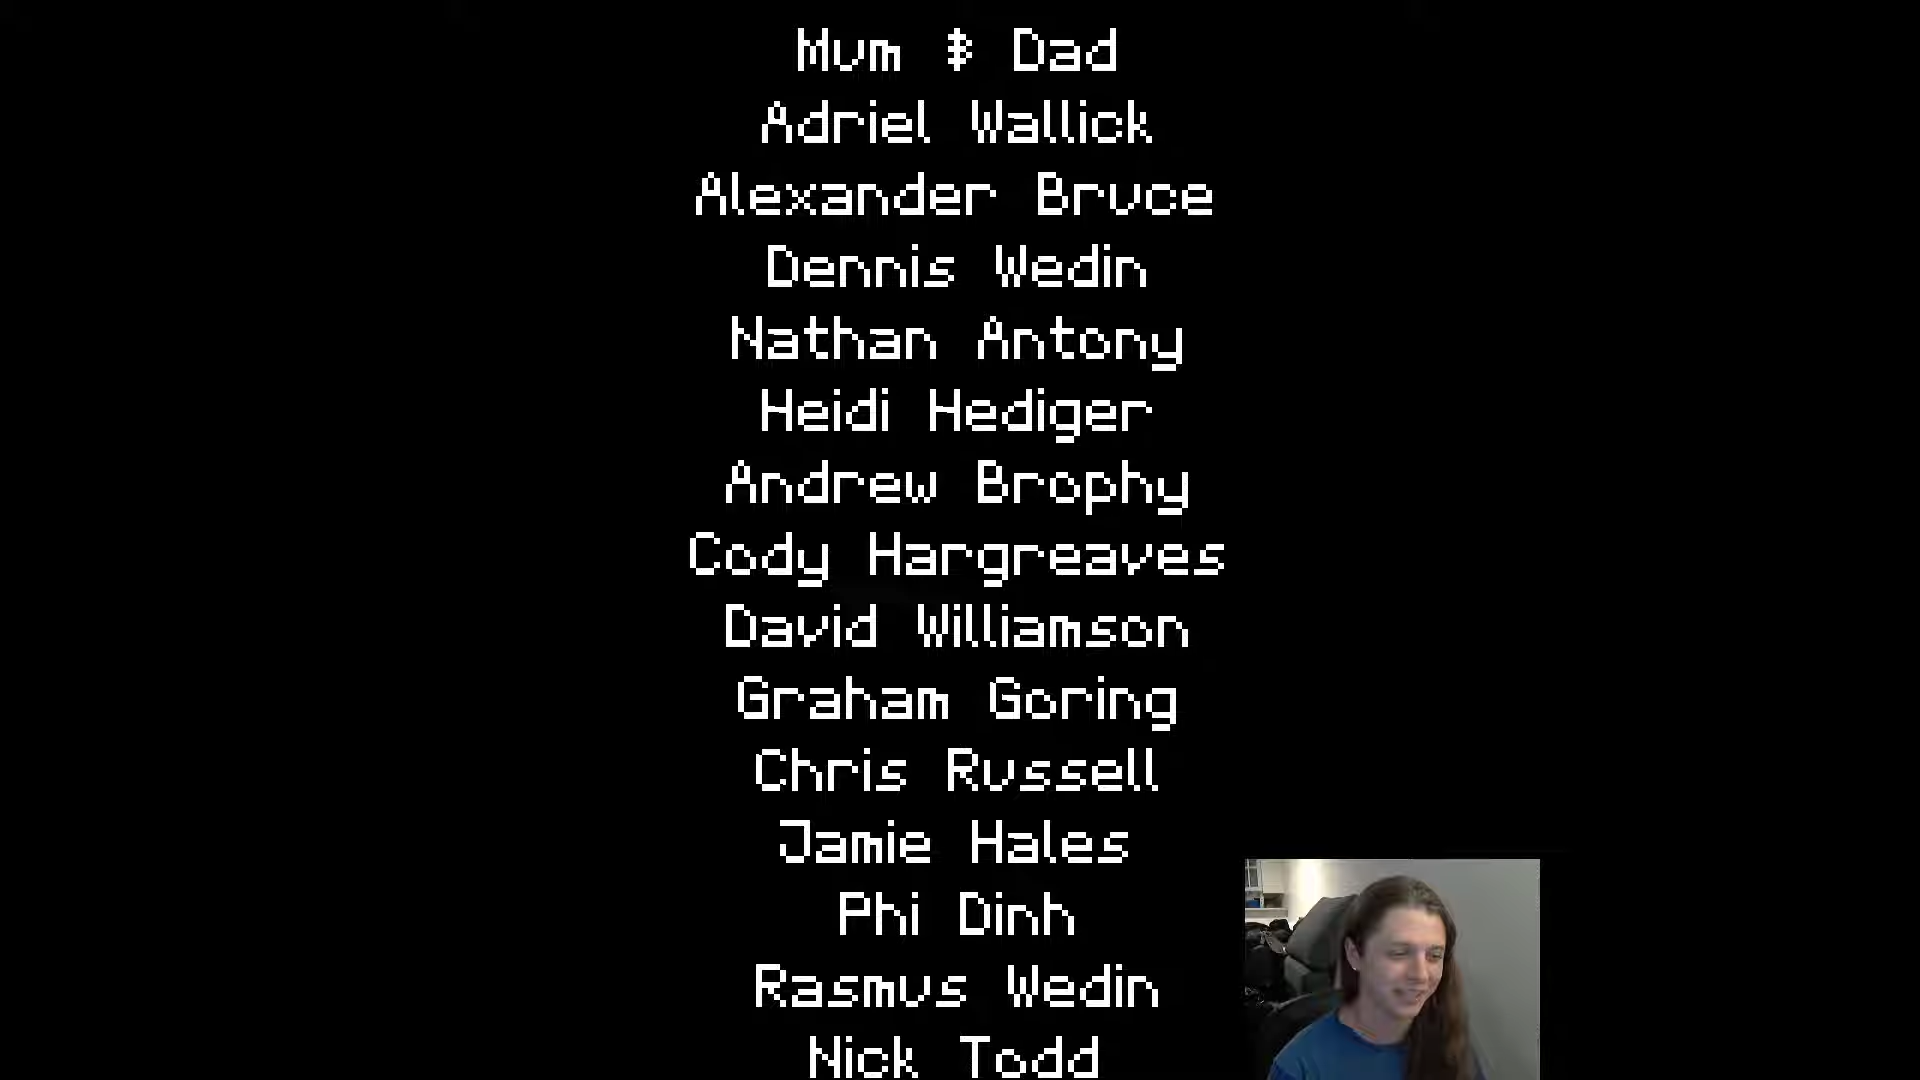 Mum & Dad
Adriel Wallick
Alexander Bruce
Dennis Wedin
Nathan Antony
Heidi Hediger
Andrew Brophy
Cody Hargreaves
David Williamson
Graham Goring
Chris Russell
Jamie Hales
Phi Dinh
Rasmus Wedin
Nick Todd